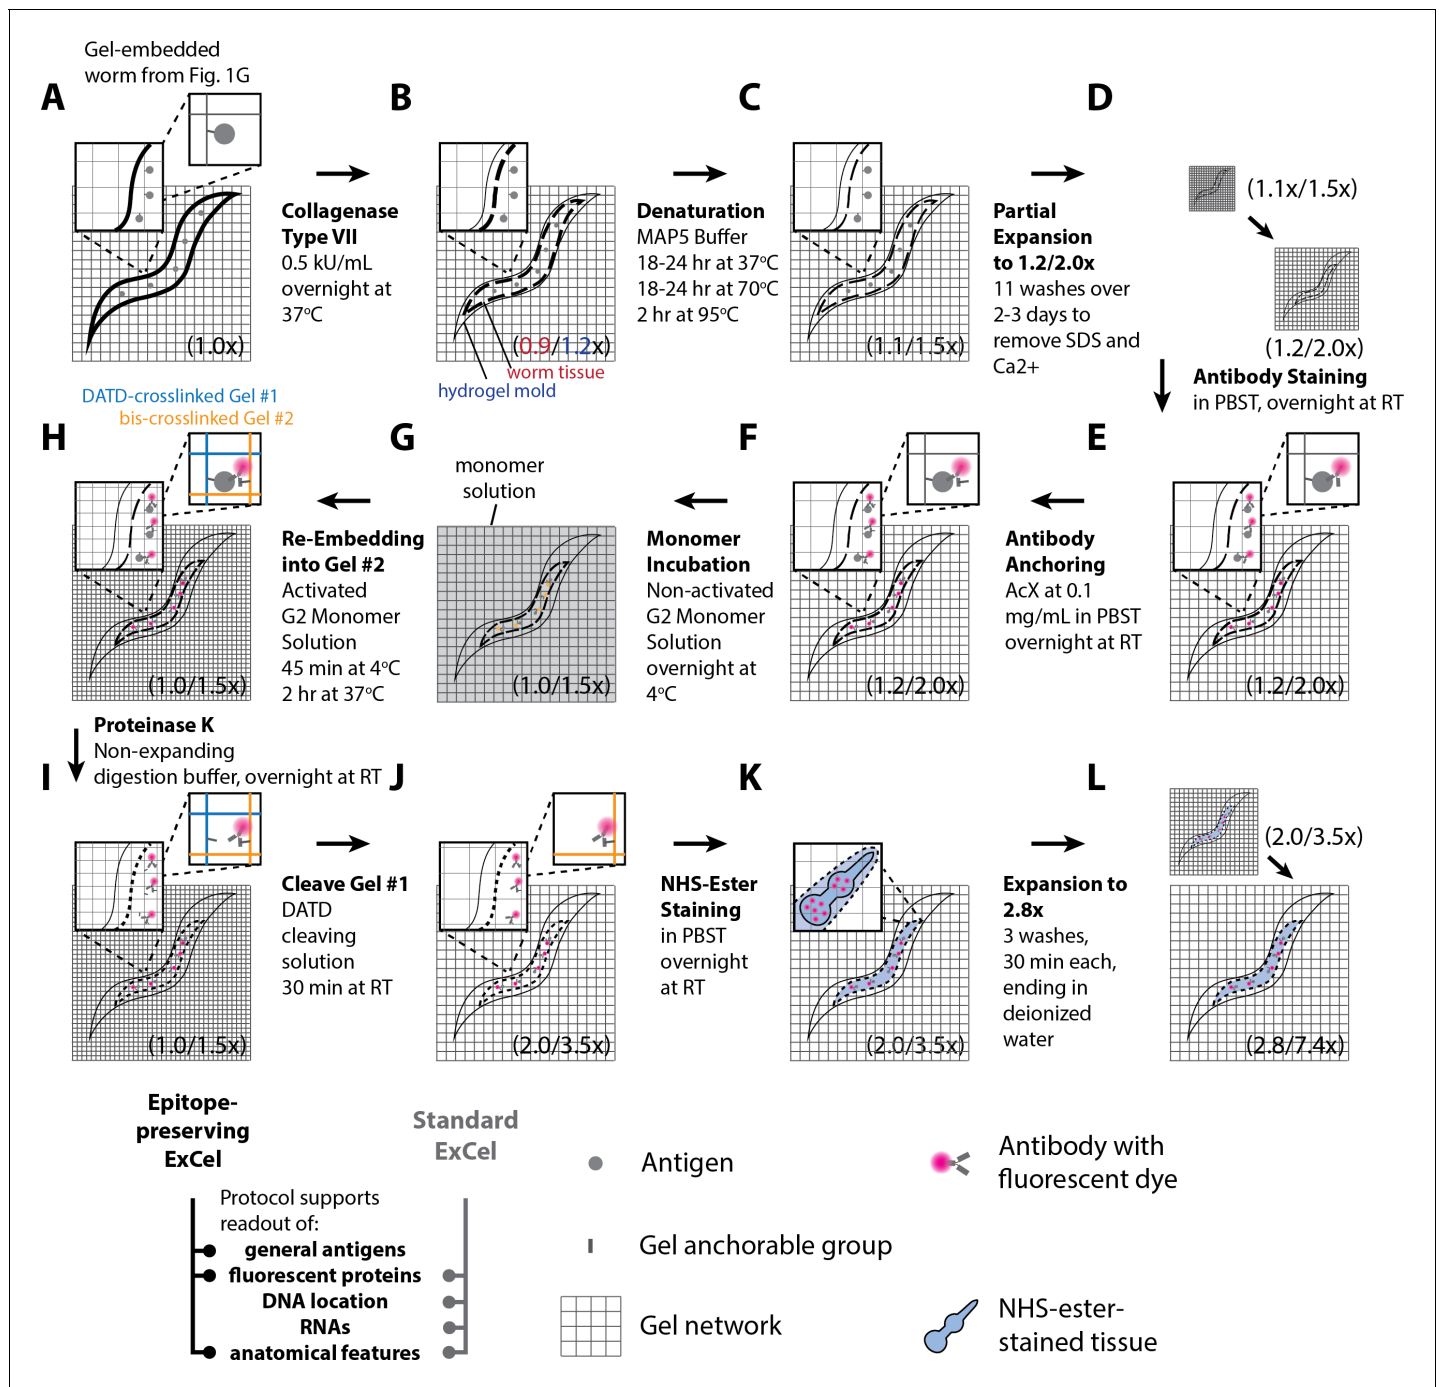 Gel-embedded
worm from Fig. 1G
A
B
C
D
Collagenase
Type VII
0.5 kU/mL
overnight at
37ºC
(1.0x)
Denaturation
MAP5 Buffer
18-24 hr at 37ºC
18-24 hr at 70ºC
2 hr at 95ºC
(0.9/1.2x)
worm tissue
hydrogel mold
(1.1/1.5x)
Partial
Expansion
to 1.2/2.0x
11 washes over
2-3 days to
remove SDS and
Ca2+
(1.1x/1.5x)
(1.2/2.0x)
Antibody Staining
in PBST, overnight at RT
DATD-crosslinked Gel #1
bis-crosslinked Gel #2
H
G
F
E
monomer
solution
Re-Embedding
into Gel #2
Activated
G2 Monomer
Solution
45 min at 4ºC
2 hr at 37ºC
(1.0/1.5x)
(1.0/1.5x)
Monomer
Incubation
Non-activated
G2 Monomer
Solution
overnight at
4ºC
(1.2/2.0x)
Antibody
Anchoring
AcX at 0.1
mg/mL in PBST
overnight at RT
(1.2/2.0x)
Proteinase K
Non-expanding
digestion buffer, overnight at RT
I
J
K
L
Cleave Gel #1
DATD
cleaving
solution
30 min at RT
(1.0/1.5x)
(2.0/3.5x)
NHS-Ester
Staining
in PBST
overnight
at RT
(2.0/3.5x)
Expansion to
2.8x
3 washes,
30 min each,
ending in
deionized
water
(2.0/3.5x)
(2.8/7.4x)
Epitope-
preserving
ExCel
Standard
ExCel
Protocol supports
readout of:
general antigens
fluorescent proteins
DNA location
RNAs
anatomical features
Antigen
Gel anchorable group
Gel network
Antibody with
fluorescent dye
NHS-ester-
stained tissue